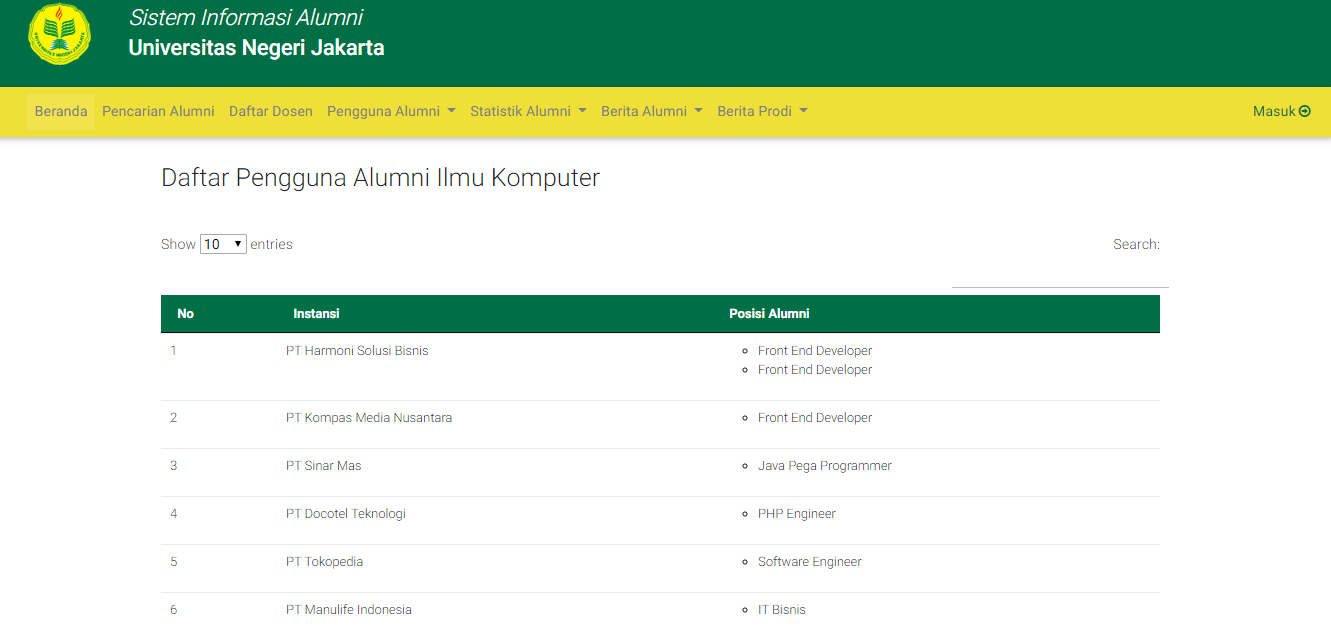 Sistem Informasi Alumni
Universitas Negeri Jakarta
Beranda Pencarian Alumni Daftar Dosen Pengguna Alumni Statistik Alumni Berita Alumni Berita Prodi Masuk
Daftar Pengguna Alumni Ilmu Komputer
Show 10 entries Search:
No Instansi Posisi Alumni
1 PT Harmoni Solusi Bisnis Front End Developer
Front End Developer
2 PT Kompas Media Nusantara Front End Developer
3 PT Sinar Mas Java Pega Programmer
4 PT Docotel Teknologi PHP Engineer
5 PT Tokopedia Software Engineer
6 PT Manulife Indonesia IT Bisnis